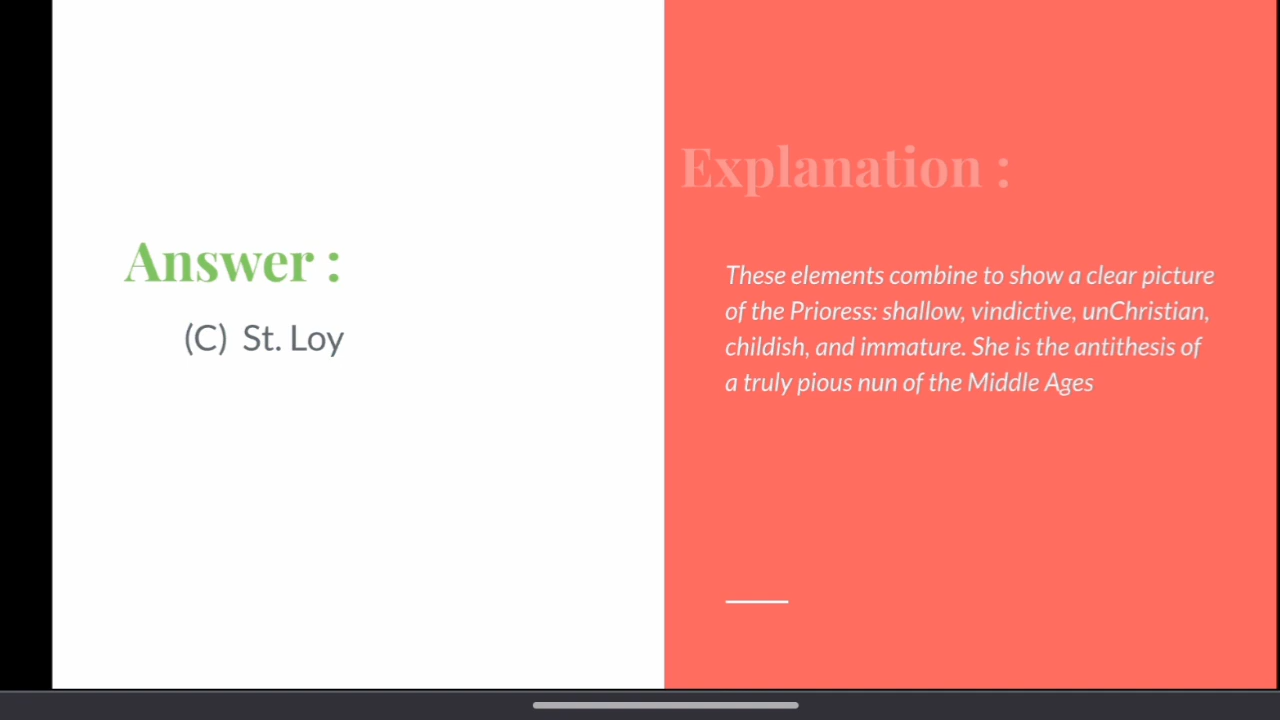 Answer :
(C) St. Loy
Explanation :
These elements combine to show a clear picture
of the Prioress: shallow, vindictive, unChristian,
childish, and immature. She is the antithesis of
a truly pious nun of the Middle Ages